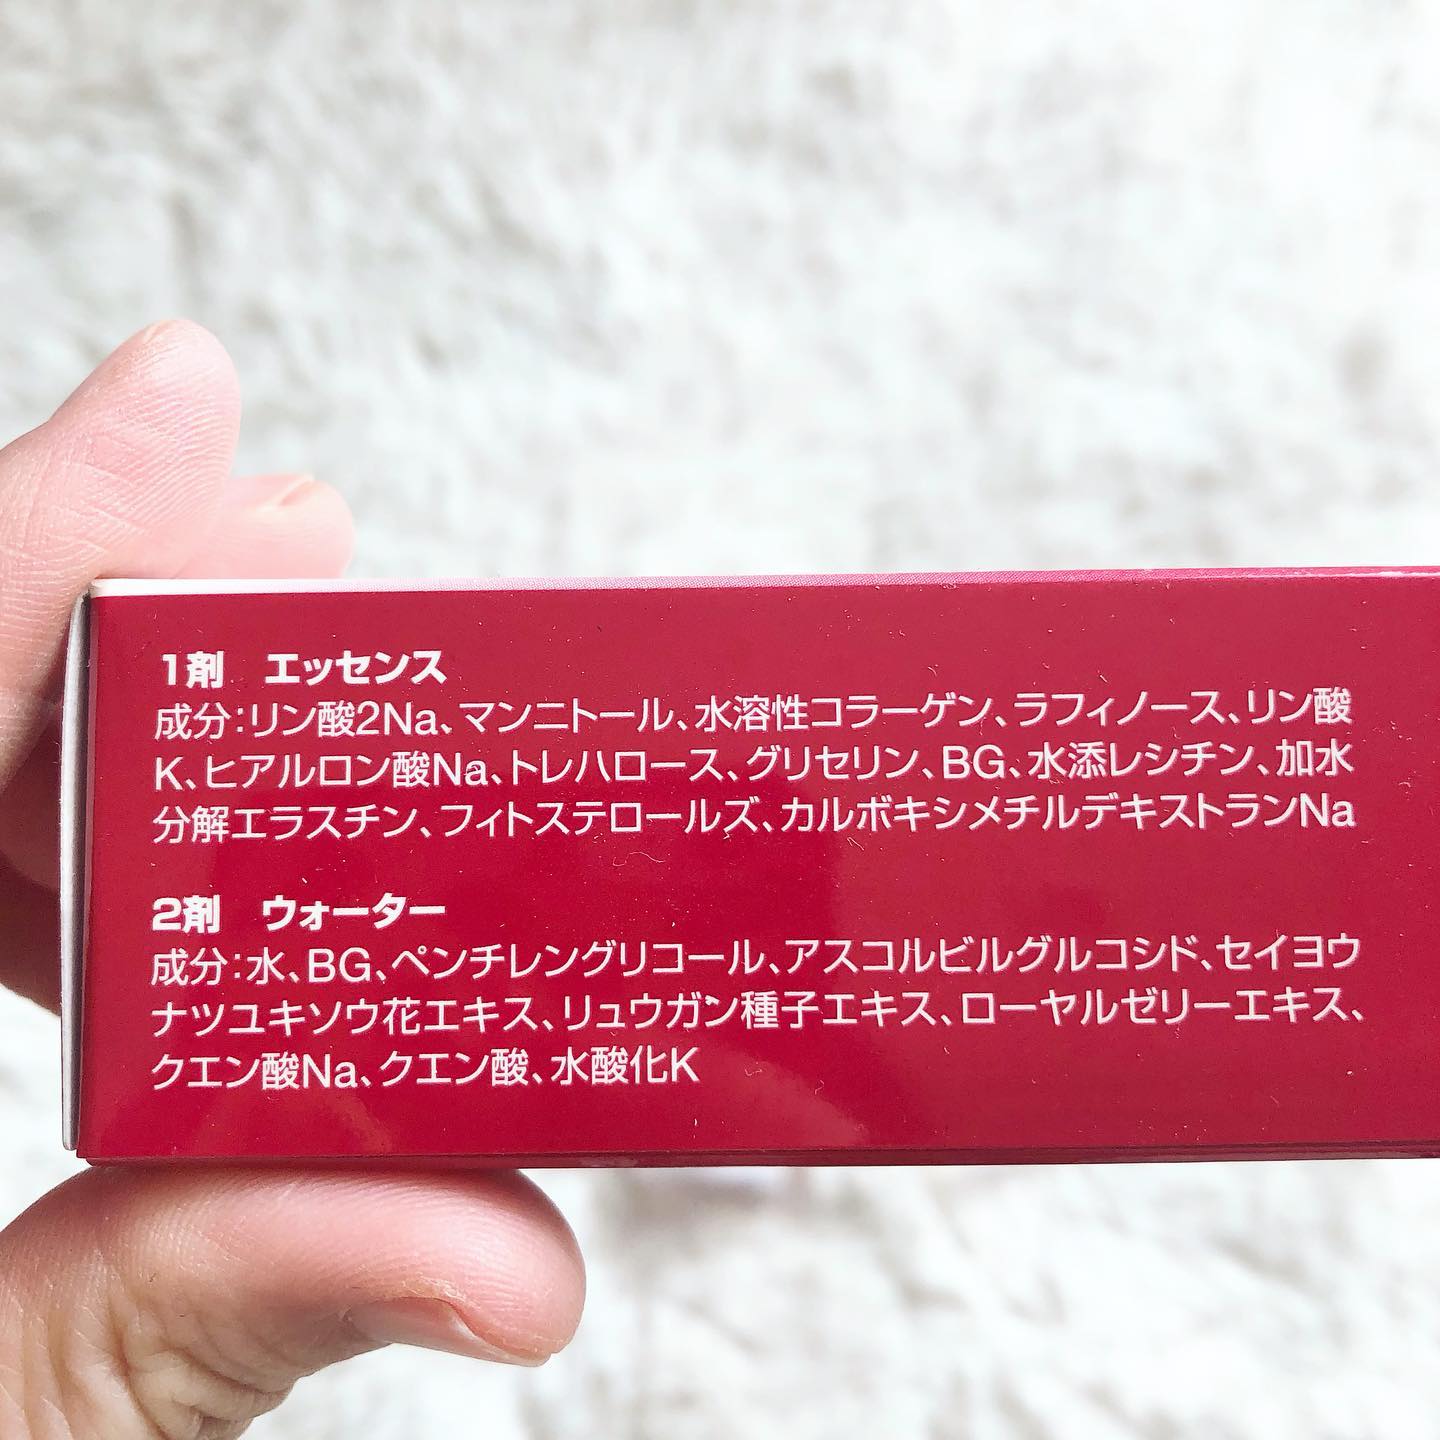 1剤　エッセンス
成分：リン酸2Na、マンニトール、水溶性コラーゲン、ラフィノース、リン酸
K、ヒアルロン酸Na、トレハロース、グリセリン、BG、水添レシチン、加水
分解エラスチン、フィトステロールズ、カルボキシメチルデキストランNa
2剤　ウォーター
成分：水、BG、ペンチレングリコール、アスコルビルグルコシド、セイヨウ
ナツユキソウ花エキス、リュウガン種子エキス、ローヤルゼリーエキス、
クエン酸Na、クエン酸、水酸化K